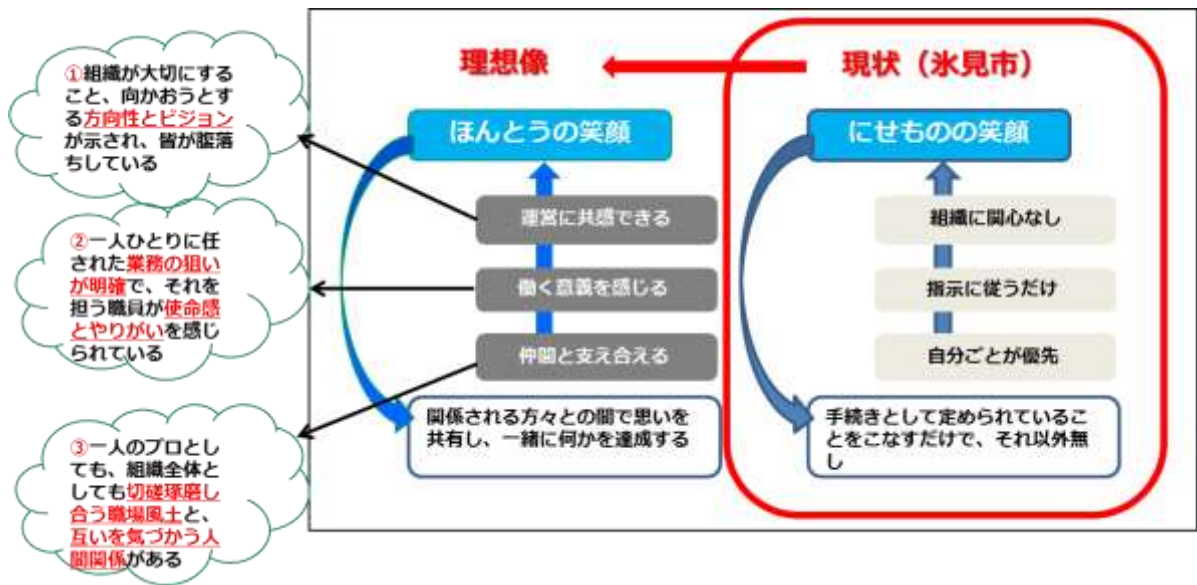 ①組織が大切にする
こと、向かおうとす
る方向性とビジョン
が示され、皆が腹落
ちしている
②一人ひとりに任
された業務の狙い
が明確で、それを
担う職員が使命感
とやりがいを感じ
られている
③一人のプロとし
ても、組織全体と
しても切磋琢磨し
合う職場風土と、
互いを気づかう人
間関係がある
理想像
ほんとうの笑顔
運営に共感できる
働く意義を感じる
仲間と支え合える
関係される方々との間で思いを
共有し、一緒に何かを達成する
現状（氷見市）
にせものの笑顔
組織に関心なし
指示に従うだけ
自分ごとが優先
手続きとして定められているこ
とをこなすだけで、それ以外無
し